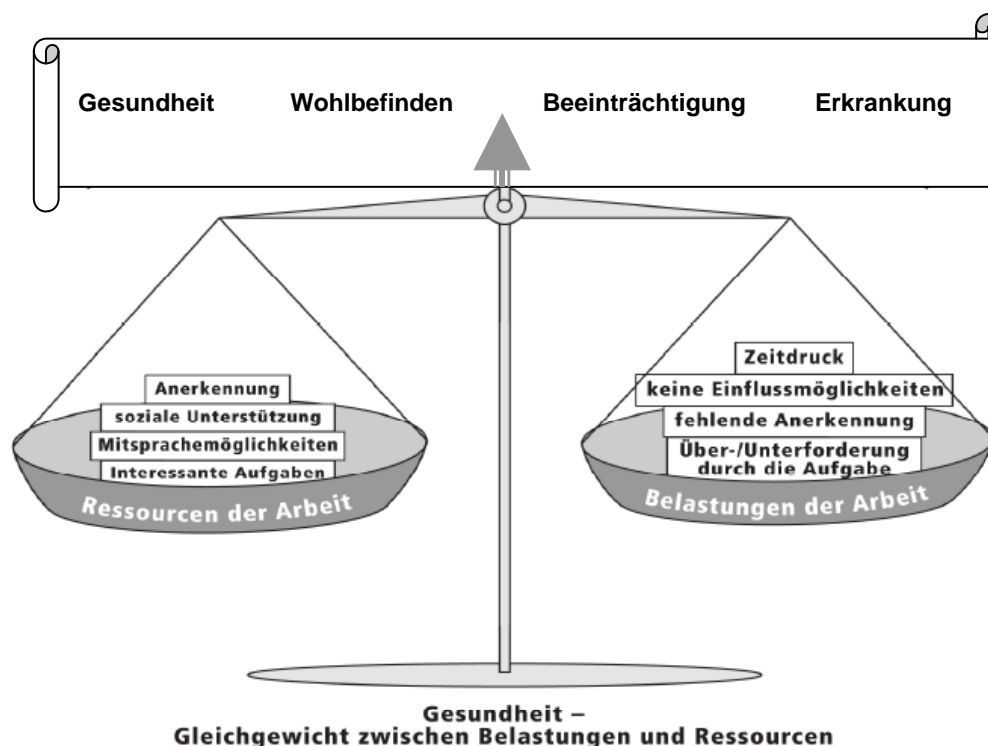 Gesundheit Wohlbefinden Beeinträchtigung Erkrankung
Anerkennung
soziale Unterstützung
Mitsprachemöglichkeiten
Interessante Aufgaben
Ressourcen der Arbeit
Zeitdruck
keine Einflussmöglichkeiten
fehlende Anerkennung
Über-/Unterforderung
durch die Aufgabe
Belastungen der Arbeit
Gesundheit –
Gleichgewicht zwischen Belastungen und Ressourcen